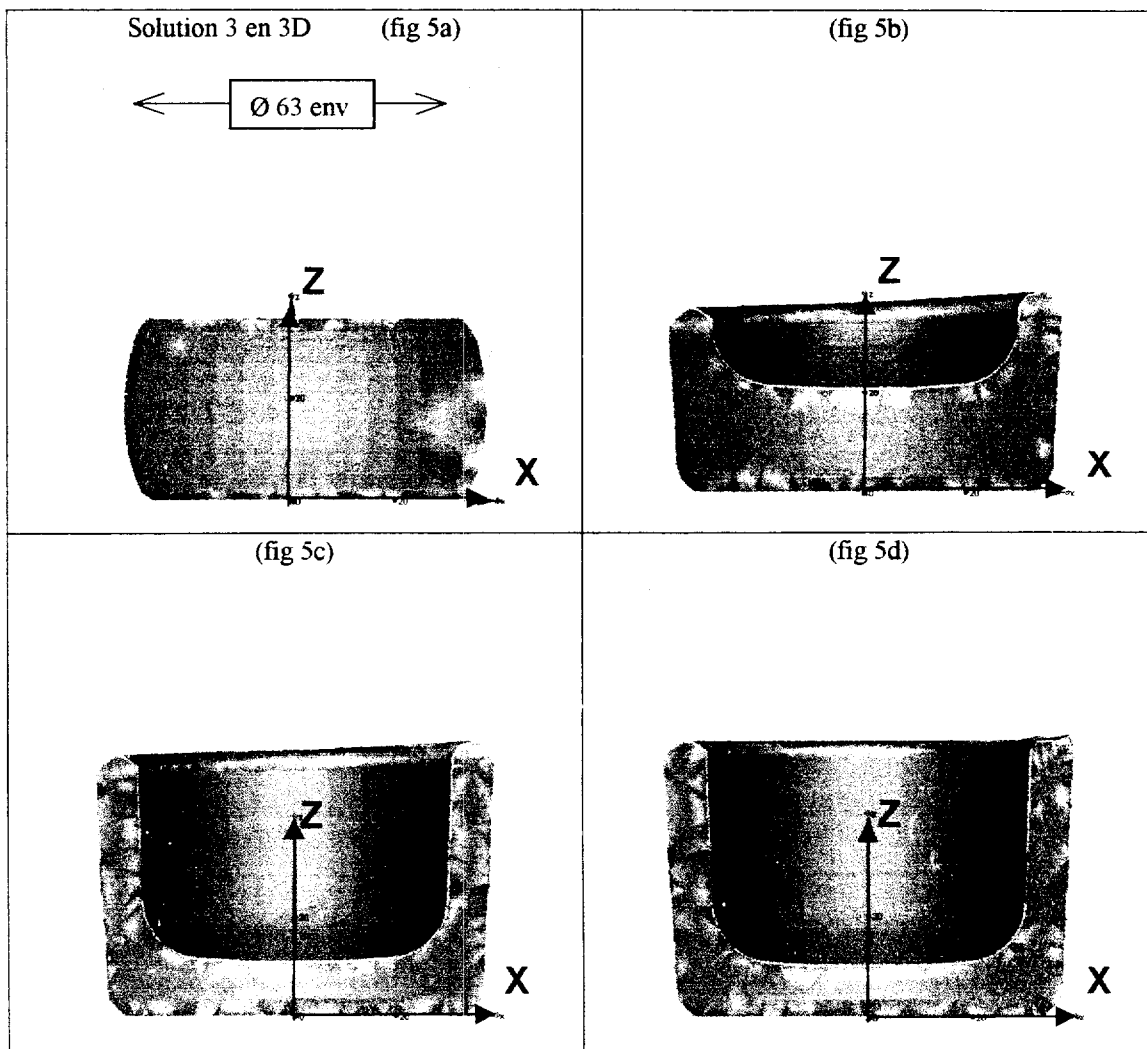 Solution 3 en 3D (fig 5a)
Ø 63 env
Z
X
(fig 5b)
Z
X
(fig 5c)
Z
X
(fig 5d)
Z
X